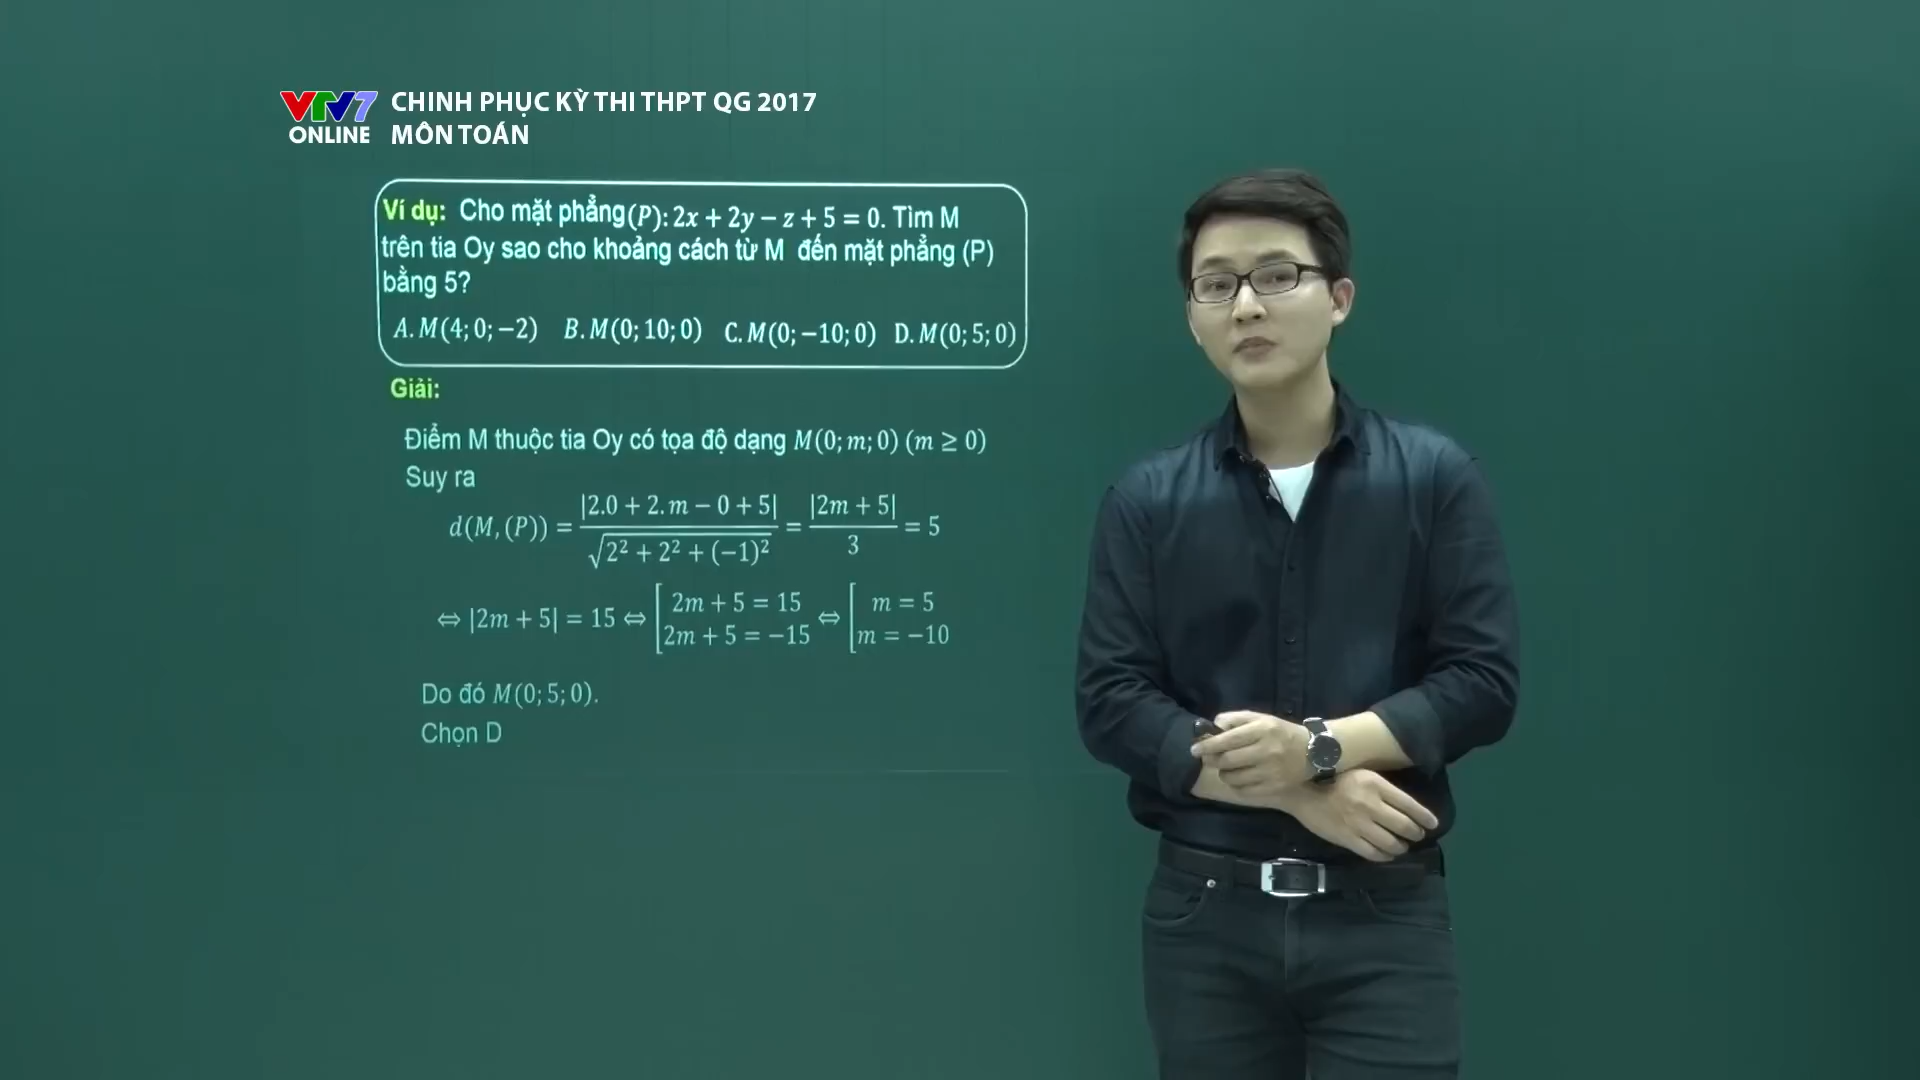 VTV7
ONLINE
CHINH PHỤC KỲ THI THPT QG 2017
MÔN TOÁN
Ví dụ: Cho mặt phẳng (P): 2x + 2y − z + 5 = 0. Tìm M
trên tia Oy sao cho khoảng cách từ M đến mặt phẳng (P)
bằng 5?
A. M(4; 0; −2) B. M(0; 10; 0) C. M(0; −10; 0) D. M(0; 5; 0)
Giải:
Điểm M thuộc tia Oy có tọa độ dạng M(0; m; 0) (m ≥ 0)
Suy ra
d(M, (P)) = |2.0 + 2. m − 0 + 5| / √(2² + 2² + (−1)²) = |2m + 5| / 3 = 5
⇔ |2m + 5| = 15 ⇔ [ 2m + 5 = 15 ⇔ [ m = 5
2m + 5 = −15 m = −10
Do đó M(0; 5; 0).
Chọn D